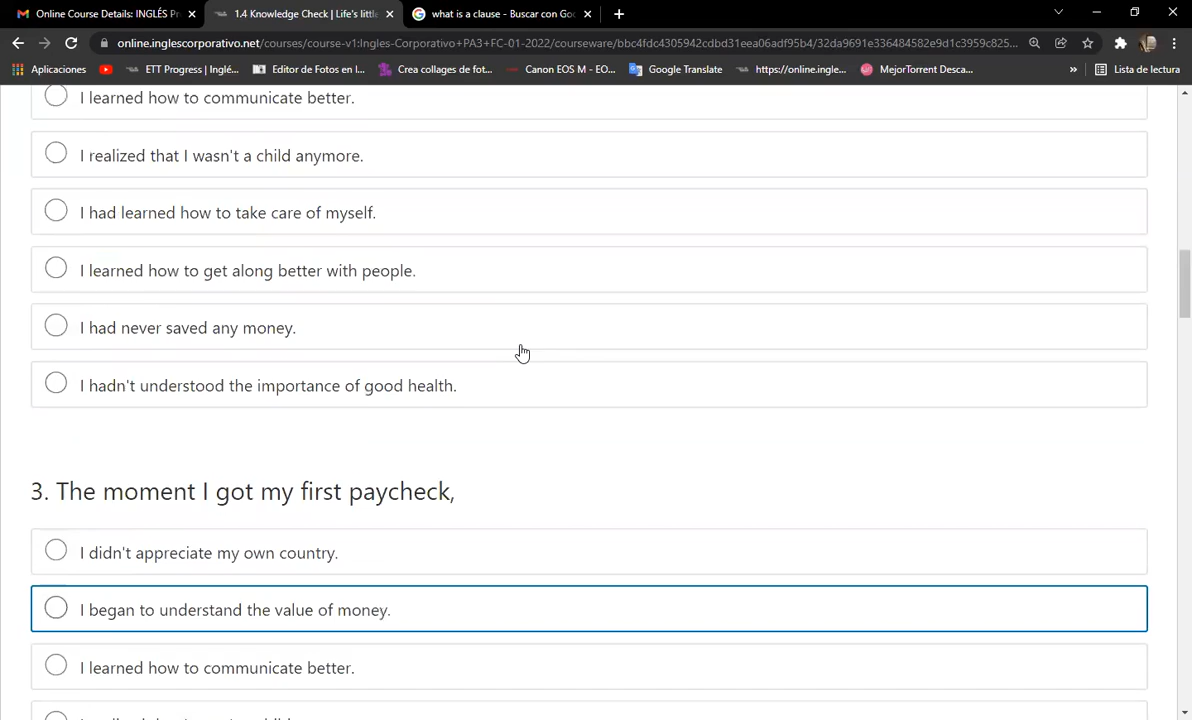 Online Course Details: INGLÉS Pr
1.4 Knowledge Check | Life's little
what is a clause - Buscar con Goo
online.inglescorporativo.net/courses/course-v1:Ingles-Corporativo+PA3+FC-01-2022/courseware/bbc4fdc4305942cdbd31eea06adf95b4/32da9691e336484582e9d1c3959c825...
Aplicaciones
ETT Progress | Inglé...
Editor de Fotos en l...
Crea collages de fot...
Canon EOS M - EO...
Google Translate
https://online.ingle...
MejorTorrent Desca...
»
Lista de lectura
I learned how to communicate better.
I realized that I wasn't a child anymore.
I had learned how to take care of myself.
I learned how to get along better with people.
I had never saved any money.
I hadn't understood the importance of good health.
3. The moment I got my first paycheck,
I didn't appreciate my own country.
I began to understand the value of money.
I learned how to communicate better.